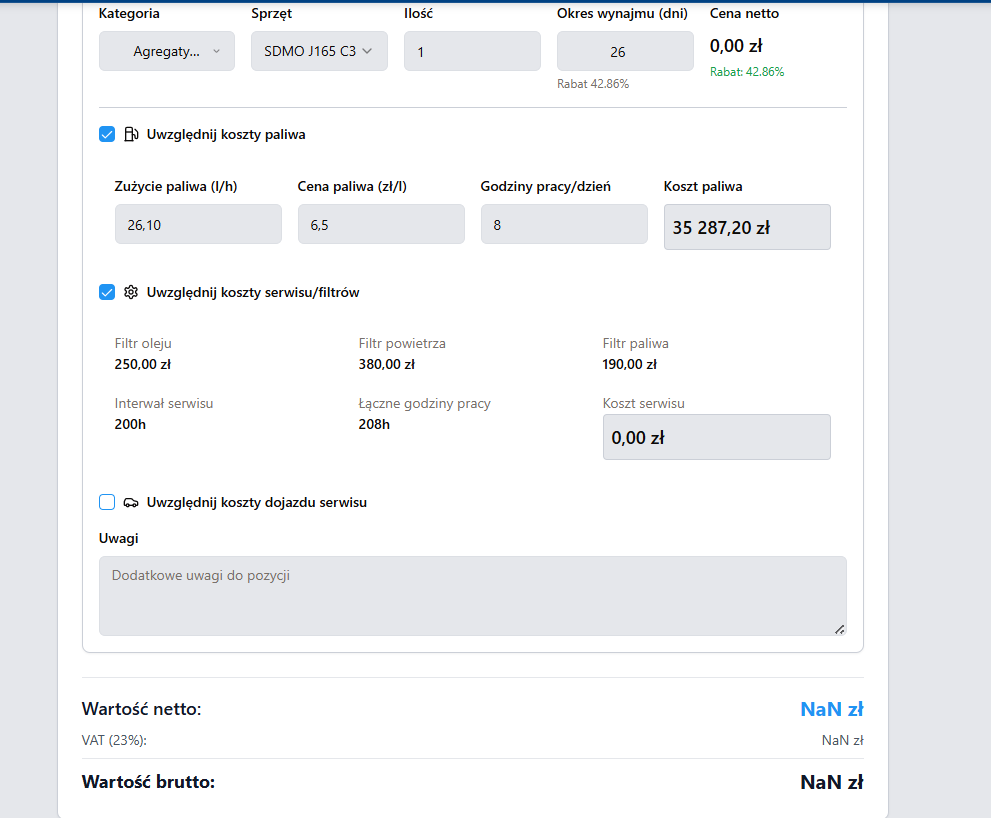 Kategoria Sprzęt Ilość Okres wynajmu (dni) Cena netto
Agregaty... SDMO J165 C3 1 26 0,00 zł
Rabat 42.86% Rabat: 42.86%
Uwzględnij koszty paliwa
Zużycie paliwa (l/h) Cena paliwa (zł/l) Godziny pracy/dzień Koszt paliwa
26,10 6,5 8 35 287,20 zł
Uwzględnij koszty serwisu/filtrów
Filtr oleju Filtr powietrza Filtr paliwa
250,00 zł 380,00 zł 190,00 zł
Interwał serwisu Łączne godziny pracy Koszt serwisu
200h 208h 0,00 zł
Uwzględnij koszty dojazdu serwisu
Uwagi
Dodatkowe uwagi do pozycji
Wartość netto: NaN zł
VAT (23%): NaN zł
Wartość brutto: NaN zł